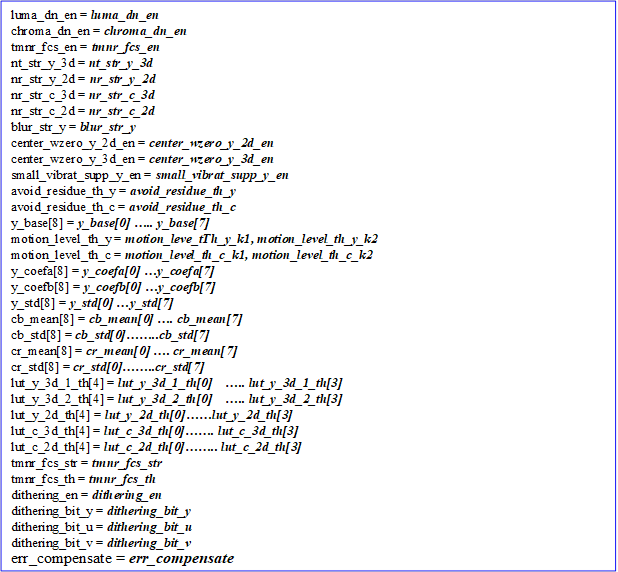 luma_dn_en = luma_dn_en
chroma_dn_en = chroma_dn_en
tmnr_fcs_en = tmnr_fcs_en
nt_str_y_3d = nt_str_y_3d
nr_str_y_2d = nr_str_y_2d
nr_str_c_3d = nr_str_c_3d
nr_str_c_2d = nr_str_c_2d
blur_str_y = blur_str_y
center_wzero_y_2d_en = center_wzero_y_2d_en
center_wzero_y_3d_en = center_wzero_y_3d_en
small_vibrat_supp_y_en = small_vibrat_supp_y_en
avoid_residue_th_y = avoid_residue_th_y
avoid_residue_th_c = avoid_residue_th_c
y_base[8] = y_base[0] ….. y_base[7]
motion_level_th_y = motion_leve_tTh_y_k1, motion_level_th_y_k2
motion_level_th_c = motion_level_th_c_k1, motion_level_th_c_k2
y_coefa[8] = y_coefa[0] …y_coefa[7]
y_coefb[8] = y_coefb[0] …y_coefb[7]
y_std[8] = y_std[0] …y_std[7]
cb_mean[8] = cb_mean[0] …. cb_mean[7]
cb_std[8] = cb_std[0]……..cb_std[7]
cr_mean[8] = cr_mean[0] …. cr_mean[7]
cr_std[8] = cr_std[0]……..cr_std[7]
lut_y_3d_1_th[4] = lut_y_3d_1_th[0] ….. lut_y_3d_1_th[3]
lut_y_3d_2_th[4] = lut_y_3d_2_th[0] ….. lut_y_3d_2_th[3]
lut_y_2d_th[4] = lut_y_2d_th[0]……lut_y_2d_th[3]
lut_c_3d_th[4] = lut_c_3d_th[0]……. lut_c_3d_th[3]
lut_c_2d_th[4] = lut_c_2d_th[0]…….. lut_c_2d_th[3]
tmnr_fcs_str = tmnr_fcs_str
tmnr_fcs_th = tmnr_fcs_th
dithering_en = dithering_en
dithering_bit_y = dithering_bit_y
dithering_bit_u = dithering_bit_u
dithering_bit_v = dithering_bit_v
err_compensate = err_compensate